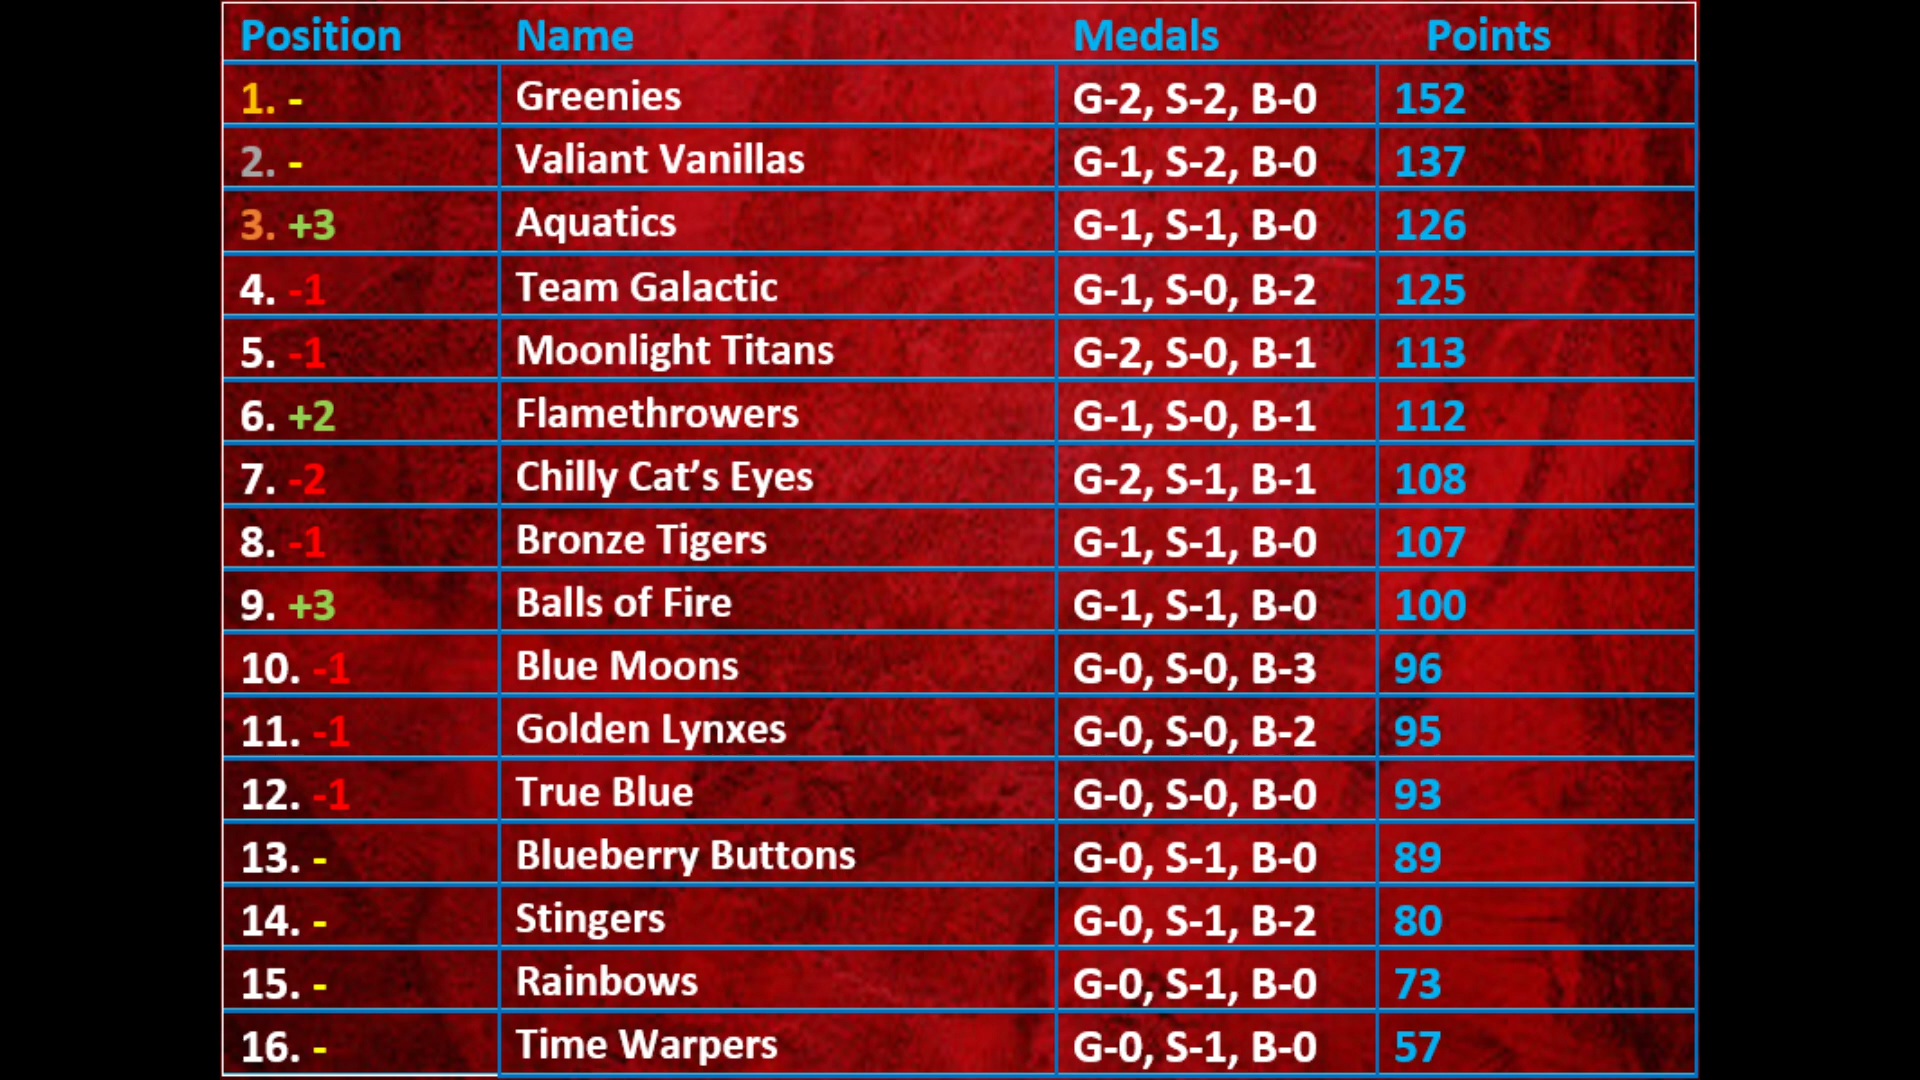 Position Name Medals Points
1. - Greenies G-2, S-2, B-0 152
2. - Valiant Vanillas G-1, S-2, B-0 137
3. +3 Aquatics G-1, S-1, B-0 126
4. -1 Team Galactic G-1, S-0, B-2 125
5. -1 Moonlight Titans G-2, S-0, B-1 113
6. +2 Flamethrowers G-1, S-0, B-1 112
7. -2 Chilly Cat’s Eyes G-2, S-1, B-1 108
8. -1 Bronze Tigers G-1, S-1, B-0 107
9. +3 Balls of Fire G-1, S-1, B-0 100
10. -1 Blue Moons G-0, S-0, B-3 96
11. -1 Golden Lynxes G-0, S-0, B-2 95
12. -1 True Blue G-0, S-0, B-0 93
13. - Blueberry Buttons G-0, S-1, B-0 89
14. - Stingers G-0, S-1, B-2 80
15. - Rainbows G-0, S-1, B-0 73
16. - Time Warpers G-0, S-1, B-0 57